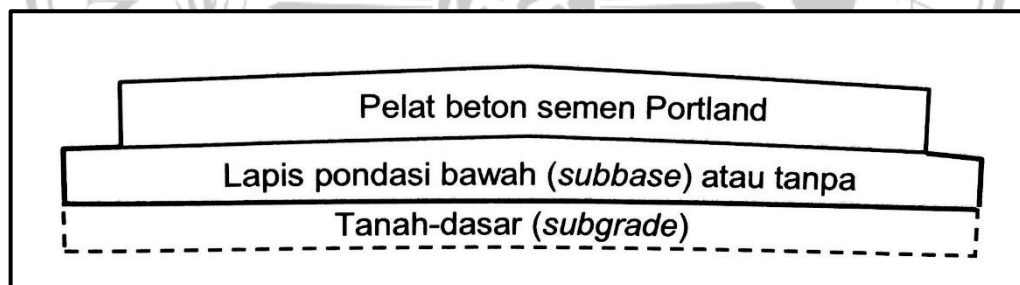 Pelat beton semen Portland
Lapis pondasi bawah (subbase) atau tanpa
Tanah-dasar (subgrade)